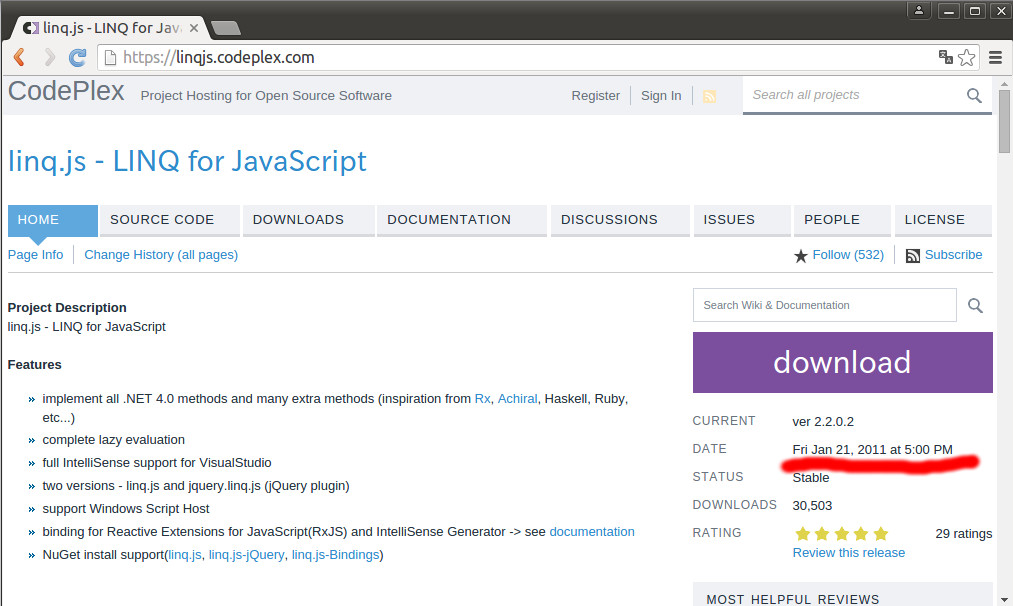 linq.js - LINQ for Jav
https://linqjs.codeplex.com
CodePlex Project Hosting for Open Source Software Register Sign In Search all projects
linq.js - LINQ for JavaScript
HOME SOURCE CODE DOWNLOADS DOCUMENTATION DISCUSSIONS ISSUES PEOPLE LICENSE
Page Info Change History (all pages) Follow (532) Subscribe
Project Description
linq.js - LINQ for JavaScript
Features
» implement all .NET 4.0 methods and many extra methods (inspiration from Rx, Achiral, Haskell, Ruby,
etc...)
» complete lazy evaluation
» full IntelliSense support for VisualStudio
» two versions - linq.js and jquery.linq.js (jQuery plugin)
» support Windows Script Host
» binding for Reactive Extensions for JavaScript(RxJS) and IntelliSense Generator -> see documentation
» NuGet install support(linq.js, linq.js-jQuery, linq.js-Bindings)
Search Wiki & Documentation
download
CURRENT ver 2.2.0.2
DATE Fri Jan 21, 2011 at 5:00 PM
STATUS Stable
DOWNLOADS 30,503
RATING 29 ratings
Review this release
MOST HELPFUL REVIEWS